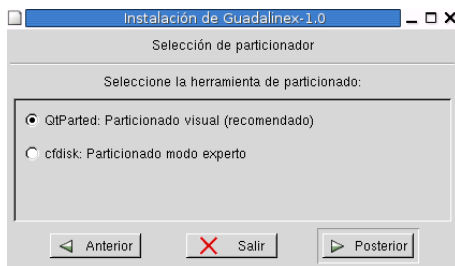 Instalación de Guadalinex-1.0
Selección de particionador
Seleccione la herramienta de particionado:
QtParted: Particionado visual (recomendado)
cfdisk: Particionado modo experto
Anterior
Salir
Posterior